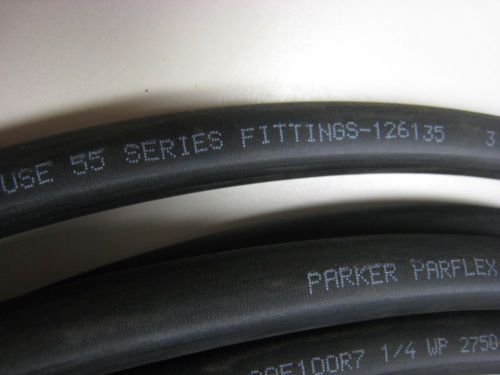 USE 55 SERIES FITTINGS-126135 3
PARKER PARFLEX
SAE100R7 1/4 WP 2750